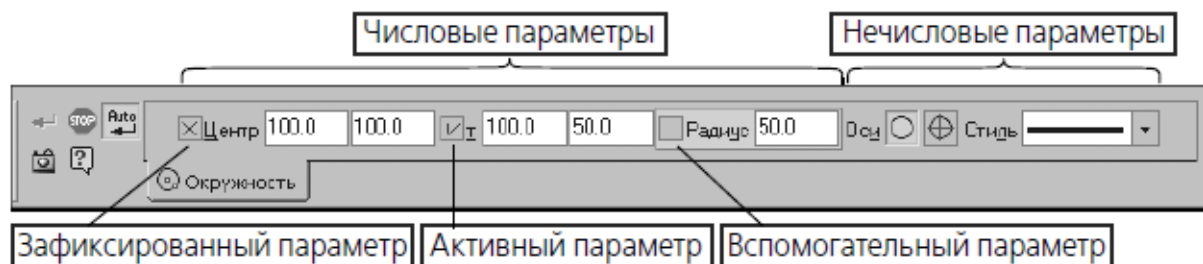 Числовые параметры Нечисловые параметры
STOP Auto Центр 100.0 100.0 т 100.0 50.0 Радиус 50.0 Оси Стиль
? Окружность
Зафиксированный параметр Активный параметр Вспомогательный параметр